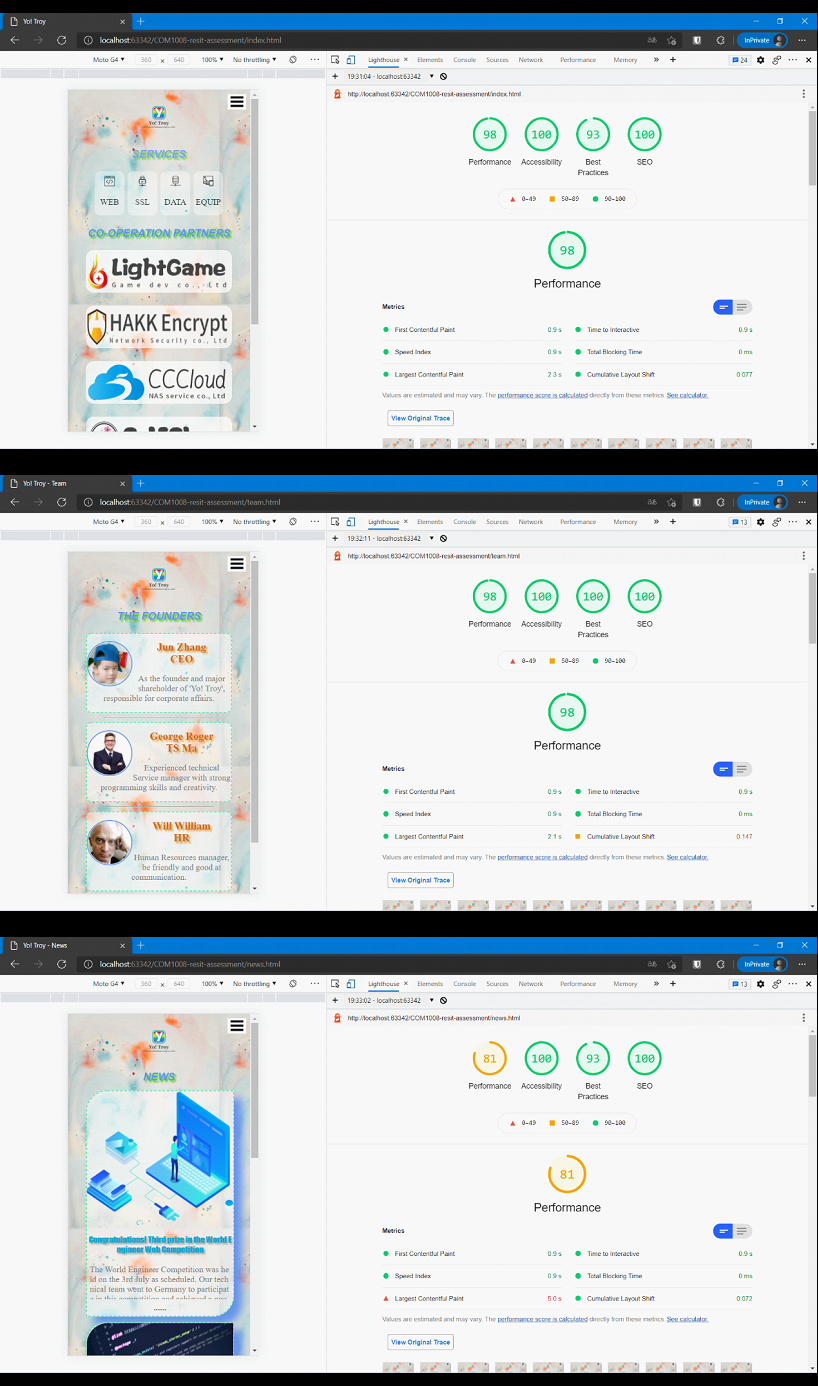 Yo! Troy
localhost:63342/COM1008-resit-assessment/index.html
InPrivate
Moto G4 360 x 640 100% No throttling
Lighthouse Elements Console Sources Network Performance Memory 24
19:31:04 - localhost:63342
http://localhost:63342/COM1008-resit-assessment/index.html
Yo! Troy
SERVICES
WEB SSL DATA EQUIP
CO-OPERATION PARTNERS
LightGame
Game dev co., Ltd
HAKK Encrypt
Network Security co., Ltd
CCCloud
NAS service co., Ltd
98 100 93 100
Performance Accessibility Best Practices SEO
0-49 50-89 90-100
98
Performance
Metrics
First Contentful Paint 0.9 s Time to Interactive 0.9 s
Speed Index 0.9 s Total Blocking Time 0 ms
Largest Contentful Paint 2.3 s Cumulative Layout Shift 0.077
Values are estimated and may vary. The performance score is calculated directly from these metrics. See calculator.
View Original Trace
Yo! Troy - Team
localhost:63342/COM1008-resit-assessment/team.html
InPrivate
Moto G4 360 x 640 100% No throttling
Lighthouse Elements Console Sources Network Performance Memory 13
19:32:11 - localhost:63342
http://localhost:63342/COM1008-resit-assessment/team.html
Yo! Troy
THE FOUNDERS
Jun Zhang
CEO
As the founder and major
shareholder of 'Yo! Troy',
responsible for corporate affairs.
George Roger
TS Ma
Experienced technical
Service manager with strong
programming skills and creativity.
Will William
HR
Human Resources manager,
be friendly and good at
communication.
98 100 100 100
Performance Accessibility Best Practices SEO
0-49 50-89 90-100
98
Performance
Metrics
First Contentful Paint 0.9 s Time to Interactive 0.9 s
Speed Index 0.9 s Total Blocking Time 0 ms
Largest Contentful Paint 2.1 s Cumulative Layout Shift 0.147
Values are estimated and may vary. The performance score is calculated directly from these metrics. See calculator.
View Original Trace
Yo! Troy - News
localhost:63342/COM1008-resit-assessment/news.html
InPrivate
Moto G4 360 x 640 100% No throttling
Lighthouse Elements Console Sources Network Performance Memory 13
19:33:02 - localhost:63342
http://localhost:63342/COM1008-resit-assessment/news.html
Yo! Troy
NEWS
Congratulations! Third prize in the World E
ngineer Web Competition
The World Engineer Competition was he
ld on the 3rd July as scheduled. Our tech
nical team went to Germany to participat
......
81 100 93 100
Performance Accessibility Best Practices SEO
0-49 50-89 90-100
81
Performance
Metrics
First Contentful Paint 0.9 s Time to Interactive 0.9 s
Speed Index 0.9 s Total Blocking Time 0 ms
Largest Contentful Paint 5.0 s Cumulative Layout Shift 0.072
Values are estimated and may vary. The performance score is calculated directly from these metrics. See calculator.
View Original Trace